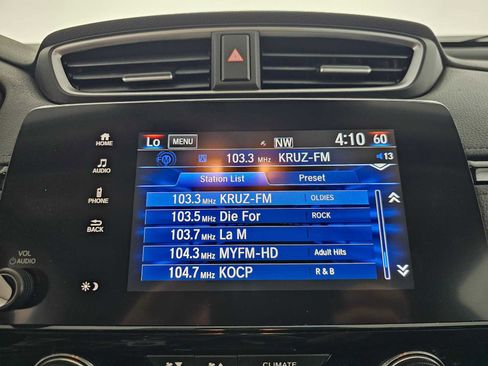 HOME
AUDIO
PHONE
BACK
VOL
AUDIO
Lo MENU NW 4:10 60
FM 103.3 MHz KRUZ-FM 13
Station List Preset
103.3 MHz KRUZ-FM OLDIES
103.5 MHz Die For ROCK
103.7 MHz La M
104.3 MHz MYFM-HD Adult Hits
104.7 MHz KOCP R & B
CLIMATE